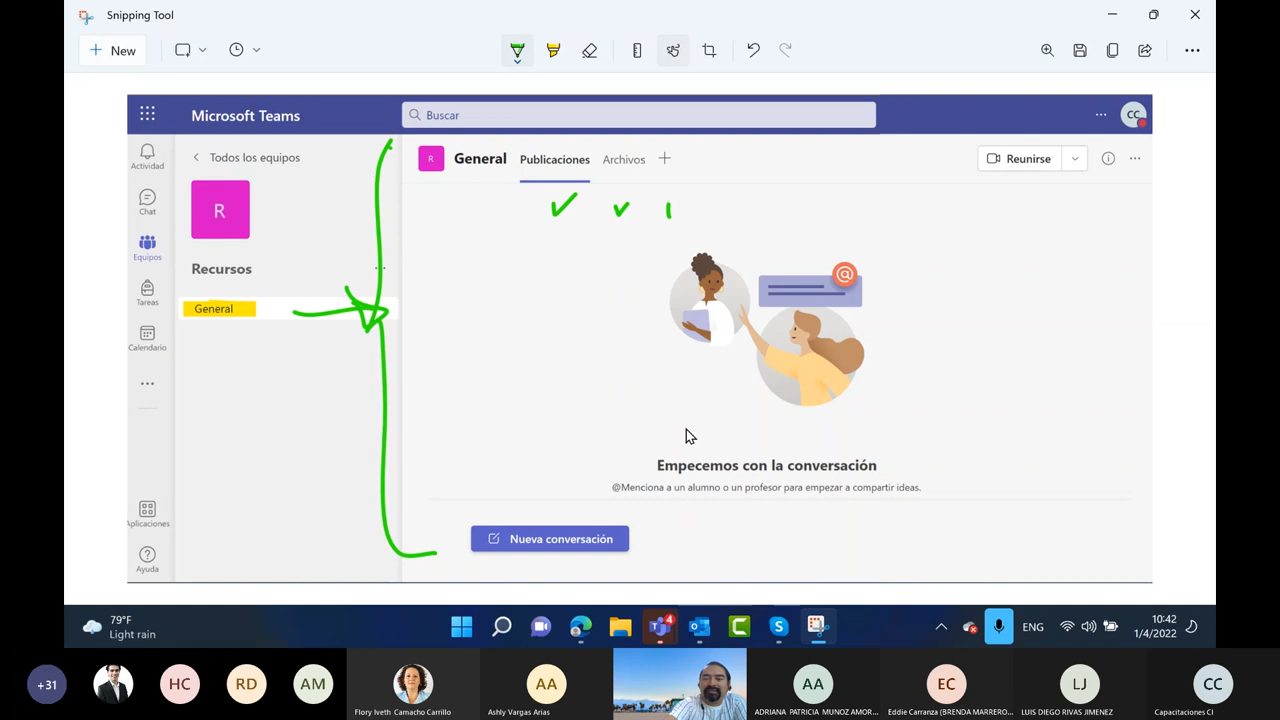 Snipping Tool
New
Microsoft Teams
Buscar
CC
Actividad
Todos los equipos
R
General
Publicaciones
Archivos
Reunirse
Chat
R
Equipos
Recursos
Tareas
General
Calendario
Empecemos con la conversación
@Menciona a un alumno o un profesor para empezar a compartir ideas.
Aplicaciones
Nueva conversación
Ayuda
79°F
Light rain
4
ENG
10:42
1/4/2022
+31
HC
RD
AM
AA
AA
EC
LJ
CC
Flory Iveth Camacho Carrillo
Ashly Vargas Arias
ADRIANA PATRICIA MUNOZ AMOR...
Eddie Carranza (BRENDA MARRERO...
LUIS DIEGO RIVAS JIMENEZ
Capacitaciones CI